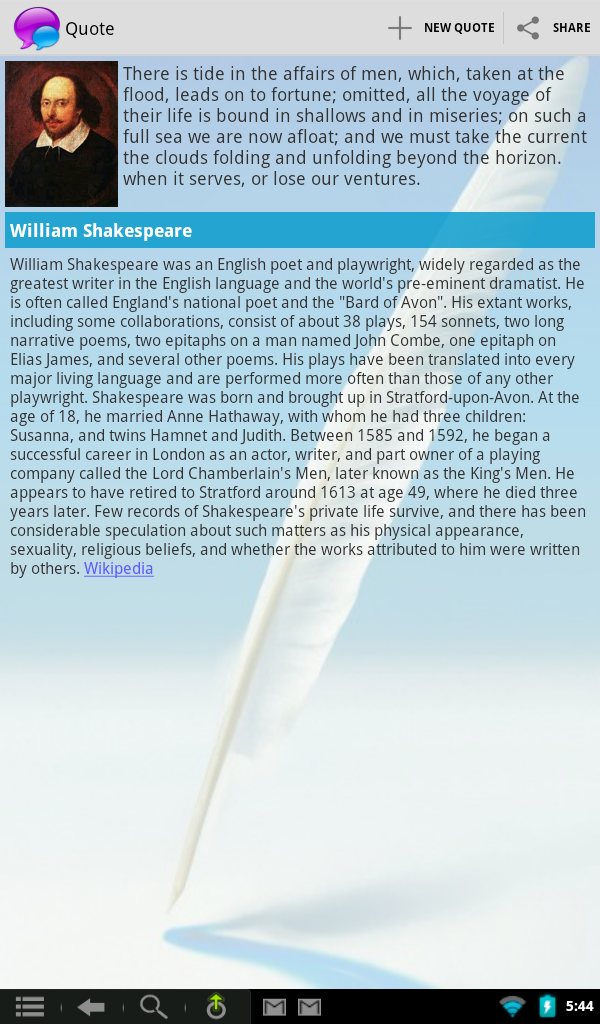 Quote
NEW QUOTE
SHARE
There is tide in the affairs of men, which, taken at the
flood, leads on to fortune; omitted, all the voyage of
their life is bound in shallows and in miseries; on such a
full sea we are now afloat; and we must take the current
the clouds folding and unfolding beyond the horizon.
when it serves, or lose our ventures.
William Shakespeare
William Shakespeare was an English poet and playwright, widely regarded as the
greatest writer in the English language and the world's pre-eminent dramatist. He
is often called England's national poet and the "Bard of Avon". His extant works,
including some collaborations, consist of about 38 plays, 154 sonnets, two long
narrative poems, two epitaphs on a man named John Combe, one epitaph on
Elias James, and several other poems. His plays have been translated into every
major living language and are performed more often than those of any other
playwright. Shakespeare was born and brought up in Stratford-upon-Avon. At the
age of 18, he married Anne Hathaway, with whom he had three children:
Susanna, and twins Hamnet and Judith. Between 1585 and 1592, he began a
successful career in London as an actor, writer, and part owner of a playing
company called the Lord Chamberlain's Men, later known as the King's Men. He
appears to have retired to Stratford around 1613 at age 49, where he died three
years later. Few records of Shakespeare's private life survive, and there has been
considerable speculation about such matters as his physical appearance,
sexuality, religious beliefs, and whether the works attributed to him were written
by others. Wikipedia
5:44